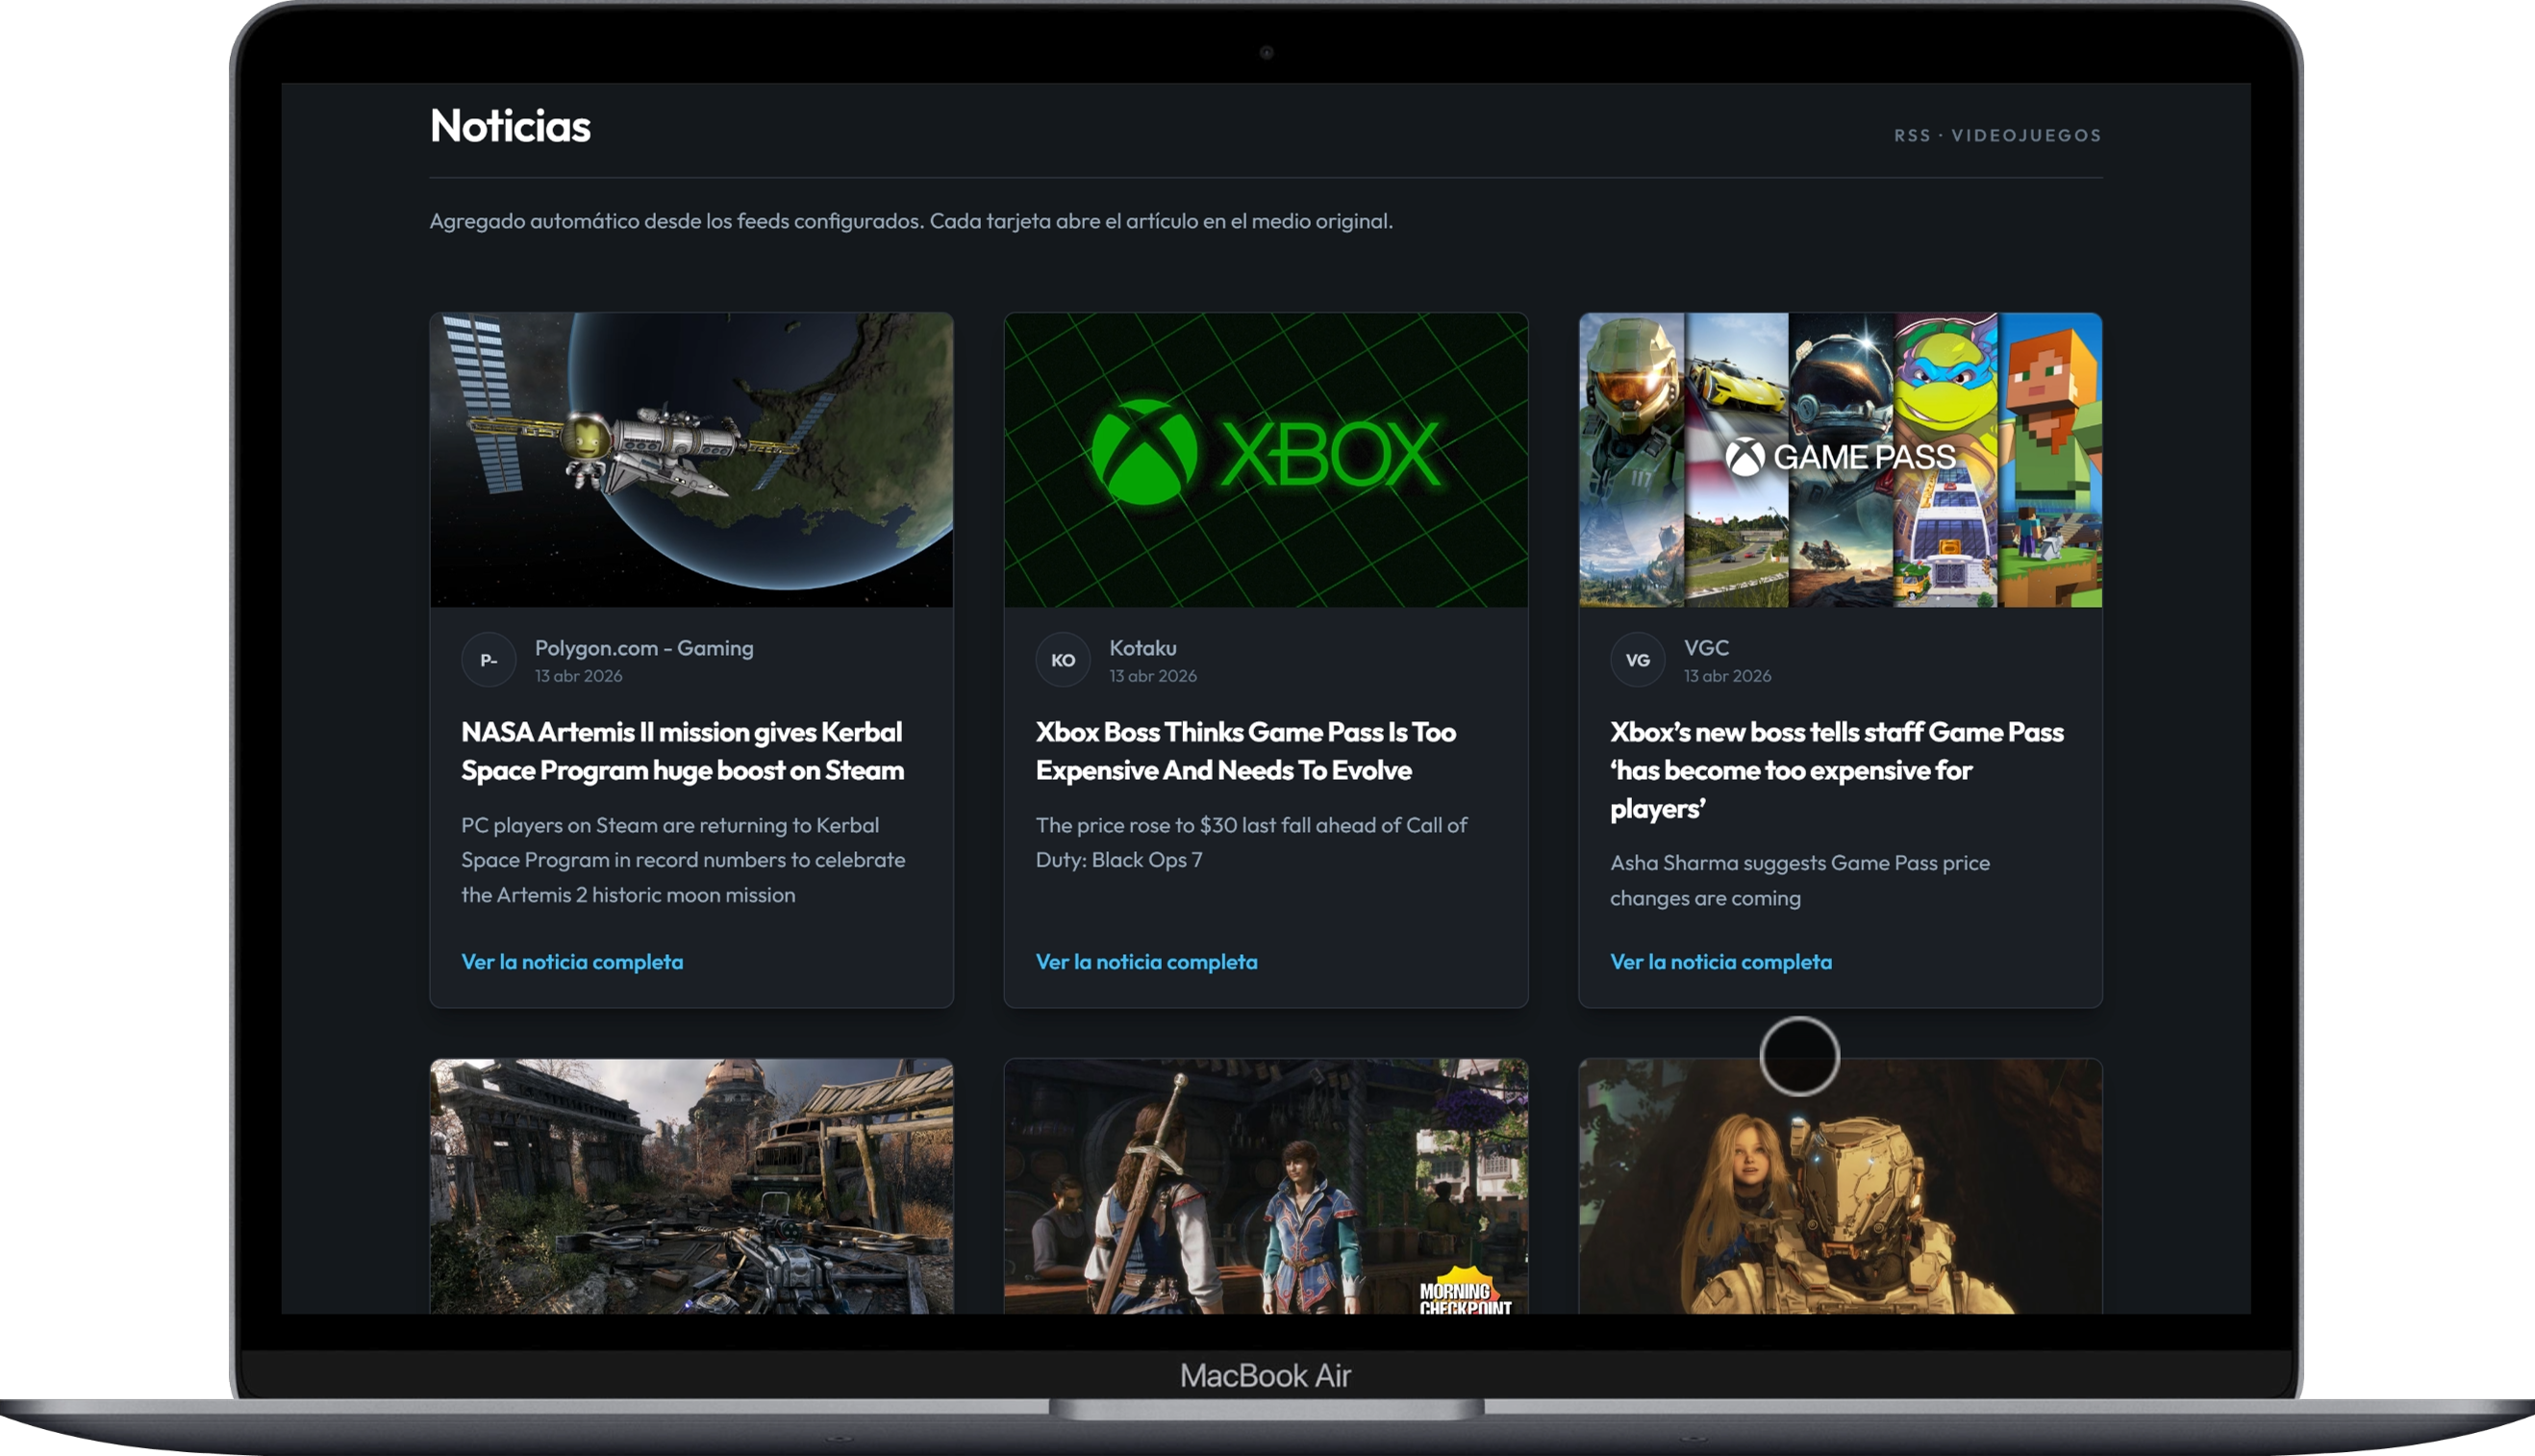 Noticias
RSS · VIDEOJUEGOS
Agregado automático desde los feeds configurados. Cada tarjeta abre el artículo en el medio original.
XBOX
GAME PASS
117
P-
Polygon.com - Gaming
13 abr 2026
NASA Artemis II mission gives Kerbal
Space Program huge boost on Steam
PC players on Steam are returning to Kerbal
Space Program in record numbers to celebrate
the Artemis 2 historic moon mission
Ver la noticia completa
KO
Kotaku
13 abr 2026
Xbox Boss Thinks Game Pass Is Too
Expensive And Needs To Evolve
The price rose to $30 last fall ahead of Call of
Duty: Black Ops 7
Ver la noticia completa
VG
VGC
13 abr 2026
Xbox’s new boss tells staff Game Pass
‘has become too expensive for
players’
Asha Sharma suggests Game Pass price
changes are coming
Ver la noticia completa
MORNING
CHECKPOINT
MacBook Air